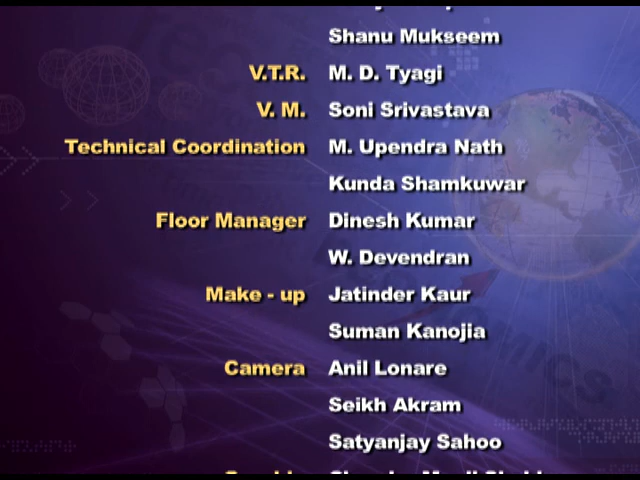 Shanu Mukseem
V.T.R. M. D. Tyagi
V. M. Soni Srivastava
Technical Coordination M. Upendra Nath
Kunda Shamkuwar
Floor Manager Dinesh Kumar
W. Devendran
Make - up Jatinder Kaur
Suman Kanojia
Camera Anil Lonare
Seikh Akram
Satyanjay Sahoo